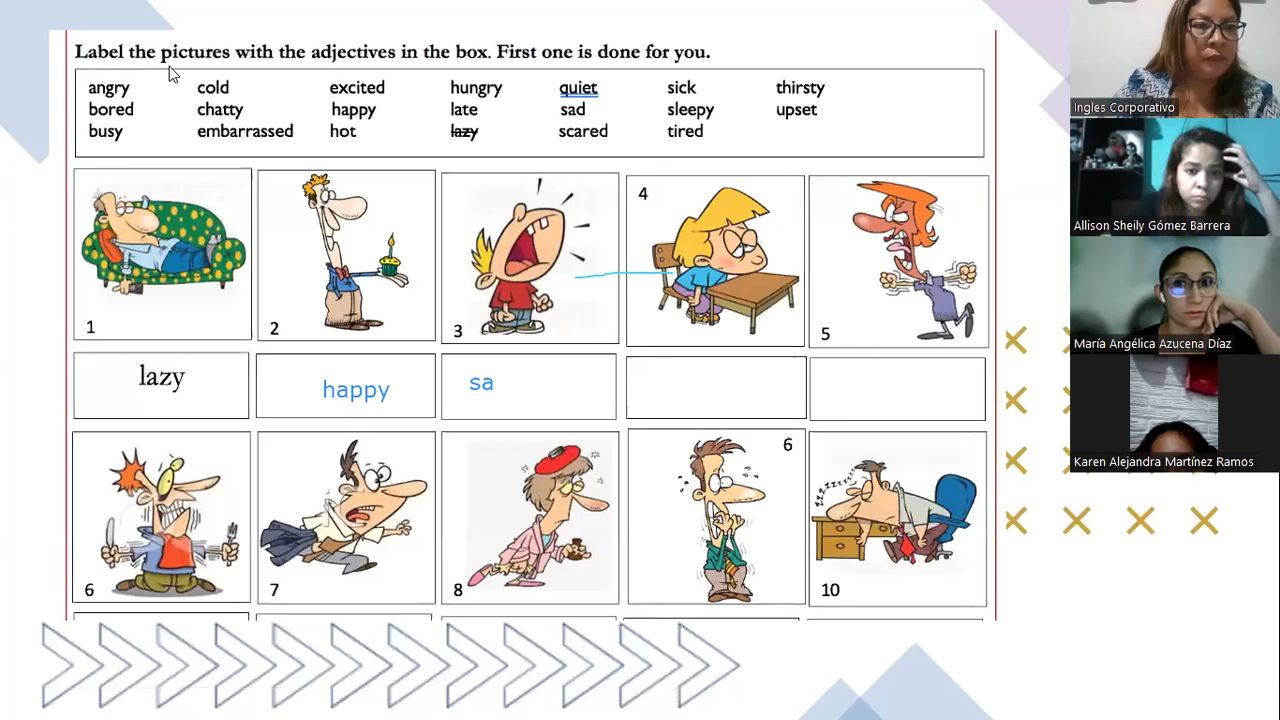 Label the pictures with the adjectives in the box. First one is done for you.
angry cold excited hungry quiet sick thirsty
bored chatty happy late sad sleepy upset
busy embarrassed hot lazy scared tired
1
2
3
4
5
lazy
happy
sa
6
7
8
6
10
zzzzzz
Ingles Corporativo
Allison Sheily Gómez Barrera
María Angélica Azucena Díaz
Karen Alejandra Martínez Ramos